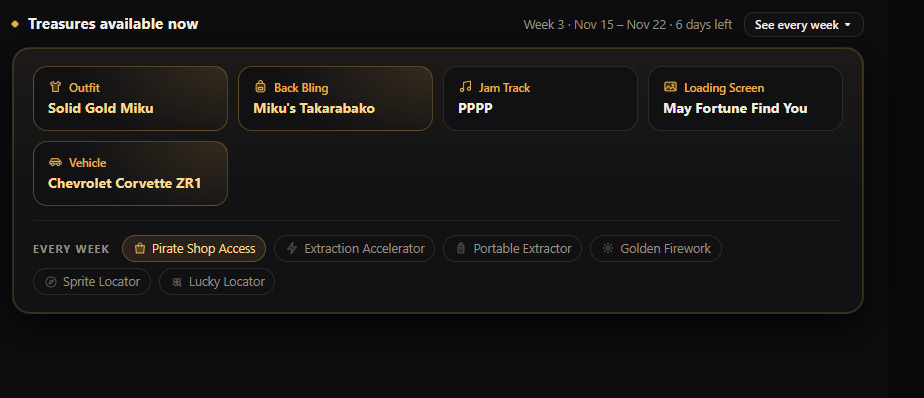 Treasures available now
Week 3 · Nov 15 – Nov 22 · 6 days left
See every week
Outfit
Solid Gold Miku
Back Bling
Miku's Takarabako
Jam Track
PPPP
Loading Screen
May Fortune Find You
Vehicle
Chevrolet Corvette ZR1
EVERY WEEK
Pirate Shop Access
Extraction Accelerator
Portable Extractor
Golden Firework
Sprite Locator
Lucky Locator